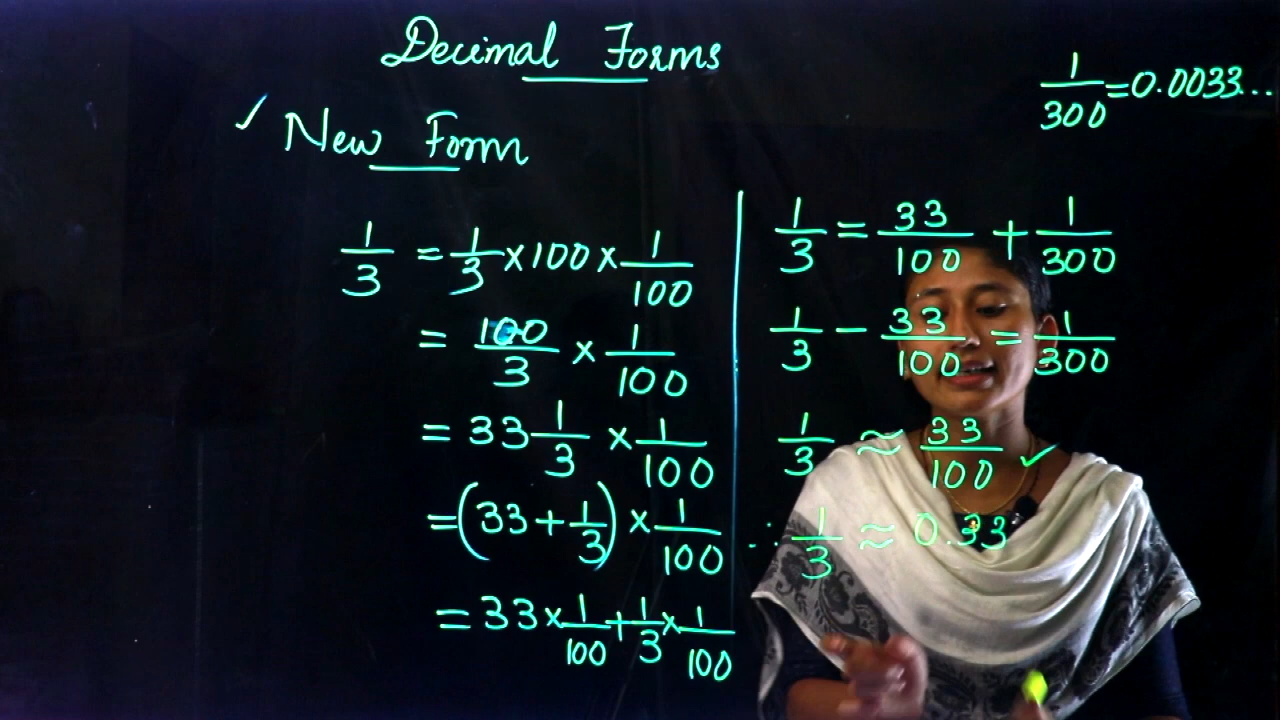 Decimal Forms
1/300 = 0.0033...
✓ New Form
1/3 = 1/3 × 100 × 1/100
= 100/3 × 1/100
= 33 1/3 × 1/100
= (33 + 1/3) × 1/100
= 33 × 1/100 + 1/3 × 1/100
1/3 = 33/100 + 1/300
1/3 − 33/100 = 1/300
1/3 ≈ 33/100 ✓
∴ 1/3 ≈ 0.33